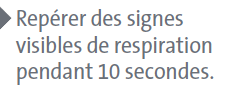 Repérer des signes
visibles de respiration
pendant 10 secondes.